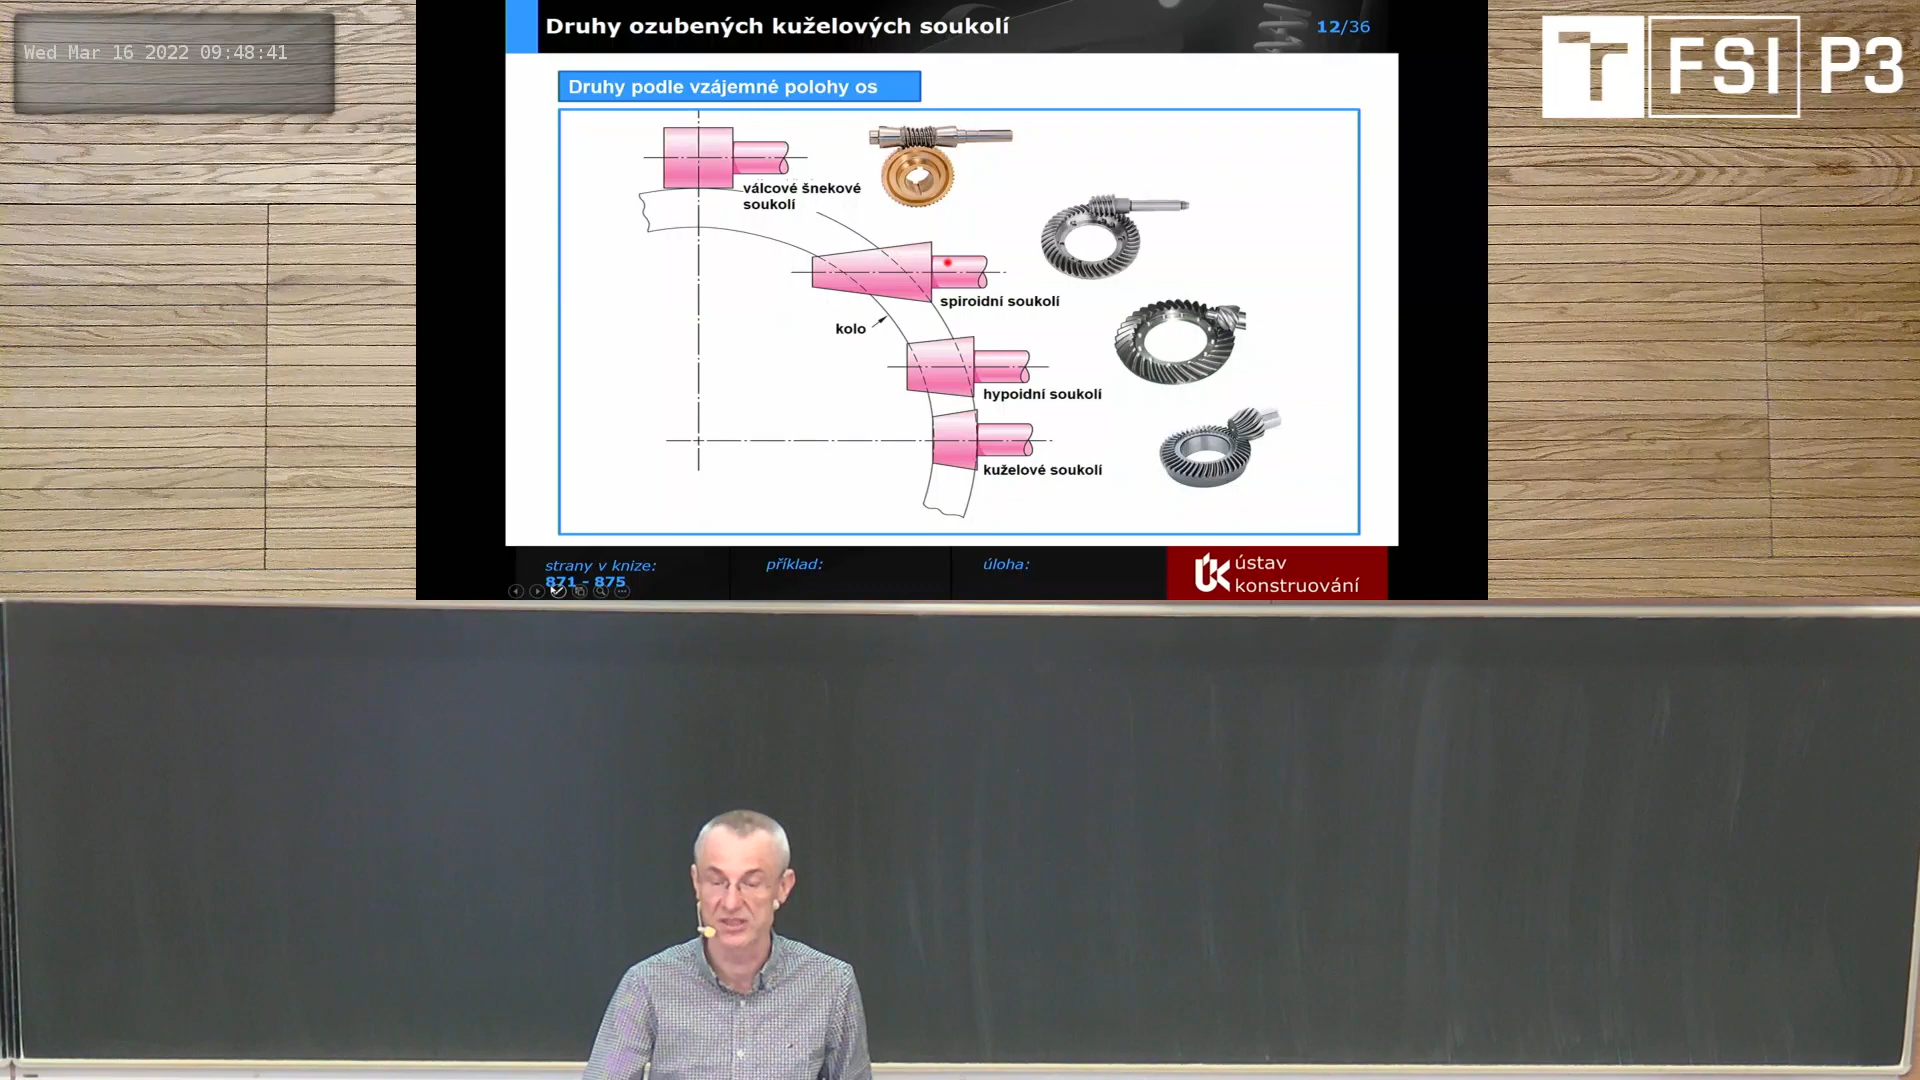 Wed Mar 16 2022 09:48:41
Druhy ozubených kuželových soukolí
12/36
FSI P3
Druhy podle vzájemné polohy os
válcové šnekové
soukolí
spiroidní soukolí
kolo
hypoidní soukolí
kuželové soukolí
strany v knize:
871 - 875
příklad:
úloha:
ústav
konstruování